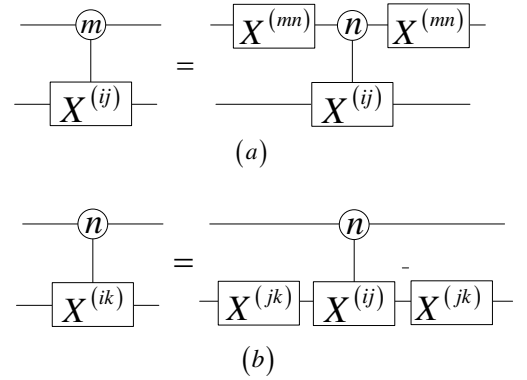 m X^(mn) n X^(mn)
=
X^(ij) X^(ij)
(a)
n n
=
X^(ik) X^(jk) X^(ij) X^(jk)
(b)